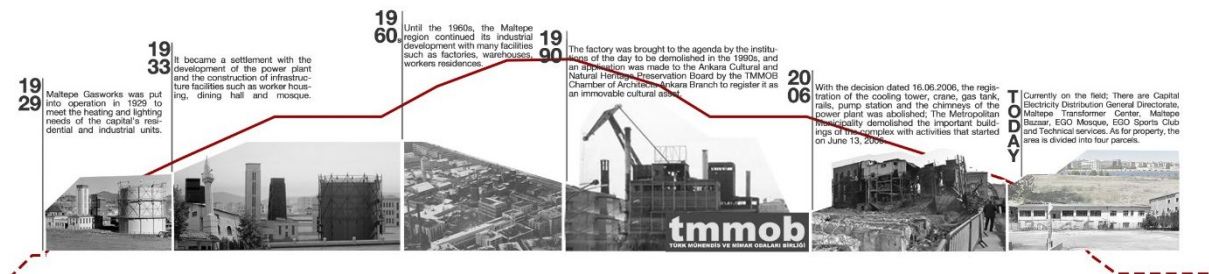 19
29
Maltepe Gasworks was put
into operation in 1929 to
meet the heating and lighting
needs of the capital's resi-
dential and industrial units.
19
33
It became a settlement with the
development of the power plant
and the construction of infrastruc-
ture facilities such as worker hous-
ing, dining hall and mosque.
19
60s
Until the 1960s, the Maltepe
region continued its industrial
development with many facilities
such as factories, warehouses,
workers residences.
19
90
The factory was brought to the agenda by the institu-
tions of the day to be demolished in the 1990s, and
an application was made to the Ankara Cultural and
Natural Heritage Preservation Board by the TMMOB
Chamber of Architects Ankara Branch to register it as
an immovable cultural asset.
tmmob
TÜRK MÜHENDİS VE MİMAR ODALARI BİRLİĞİ
20
06
With the decision dated 16.06.2006, the regis-
tration of the cooling tower, crane, gas tank,
rails, pump station and the chimneys of the
power plant was abolished; The Metropolitan
Municipality demolished the important build-
ings of the complex with activities that started
on June 13, 2006.
TODAY
Currently on the field; There are Capital
Electricity Distribution General Directorate,
Maltepe Transformer Center, Maltepe
Bazaar, EGO Mosque, EGO Sports Club
and Technical services. As for property, the
area is divided into four parcels.